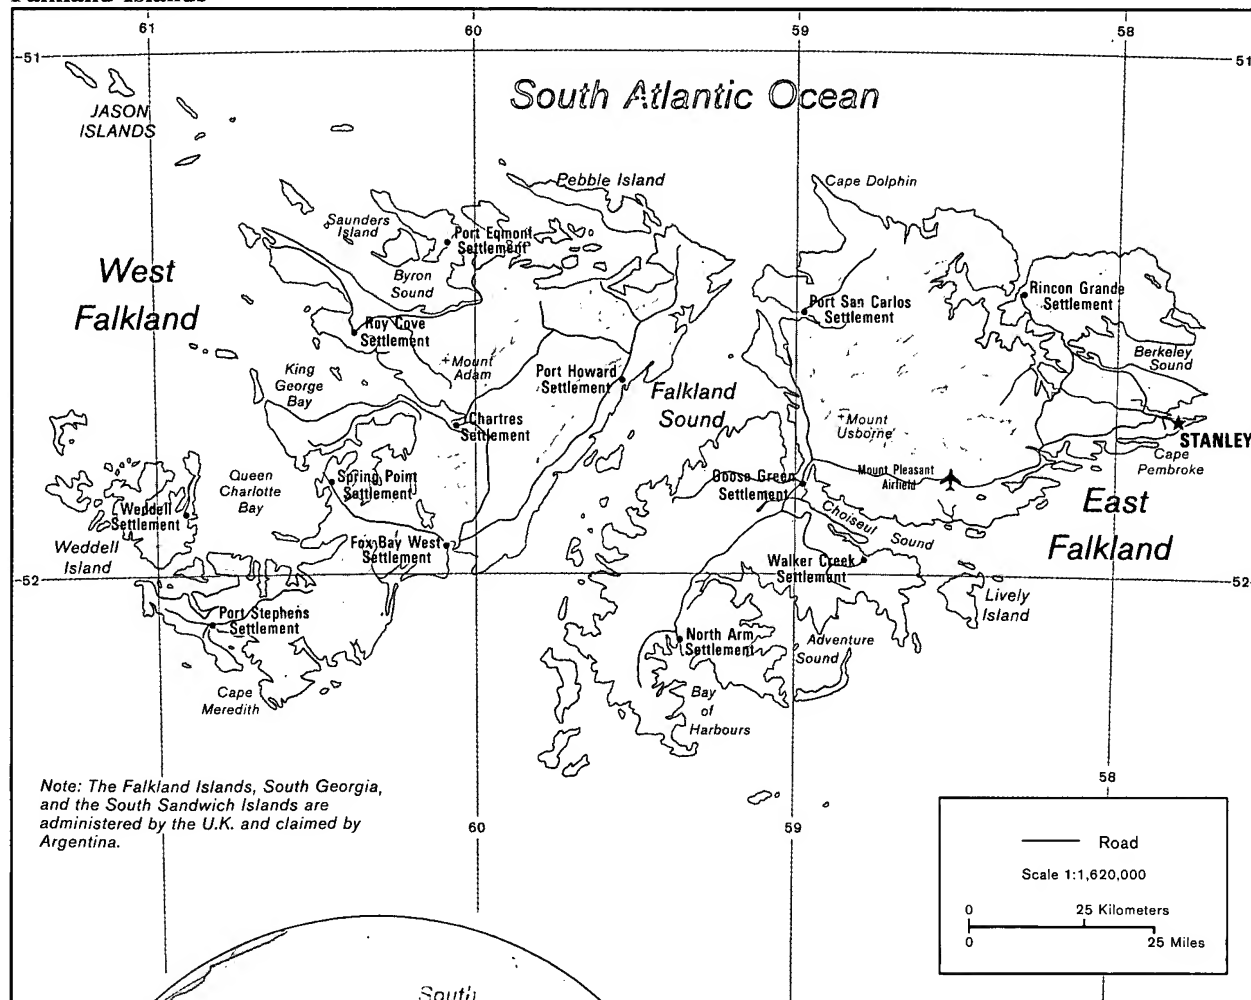 Falkland Islands
61
60
59
58
51
51
South Atlantic Ocean
JASON
ISLANDS
Pebble Island
Cape Dolphin
Saunders
Island
Port Egmont
Settlement
West
Falkland
Byron
Sound
Rincon Grande
Settlement
Port San Carlos
Settlement
Roy Cove
Settlement
Berkeley
Sound
+Mount
Adam
King
George
Bay
Port Howard
Settlement
Falkland
Sound
Chartres
Settlement
+Mount
Usborne
STANLEY
Cape
Pembroke
Queen
Charlotte
Bay
Spring Point
Settlement
Goose Green
Settlement
Mount Pleasant
Airfield
East
Falkland
Weddell
Settlement
Choiseul
Sound
Weddell
Island
Fox Bay West
Settlement
Walker Creek
Settlement
52
52
Lively
Island
Port Stephens
Settlement
North Arm
Settlement
Adventure
Sound
Cape
Meredith
Bay
of
Harbours
Note: The Falkland Islands, South Georgia,
and the South Sandwich Islands are
administered by the U.K. and claimed by
Argentina.
58
60
59
Road
Scale 1:1,620,000
0 25 Kilometers
0 25 Miles
South